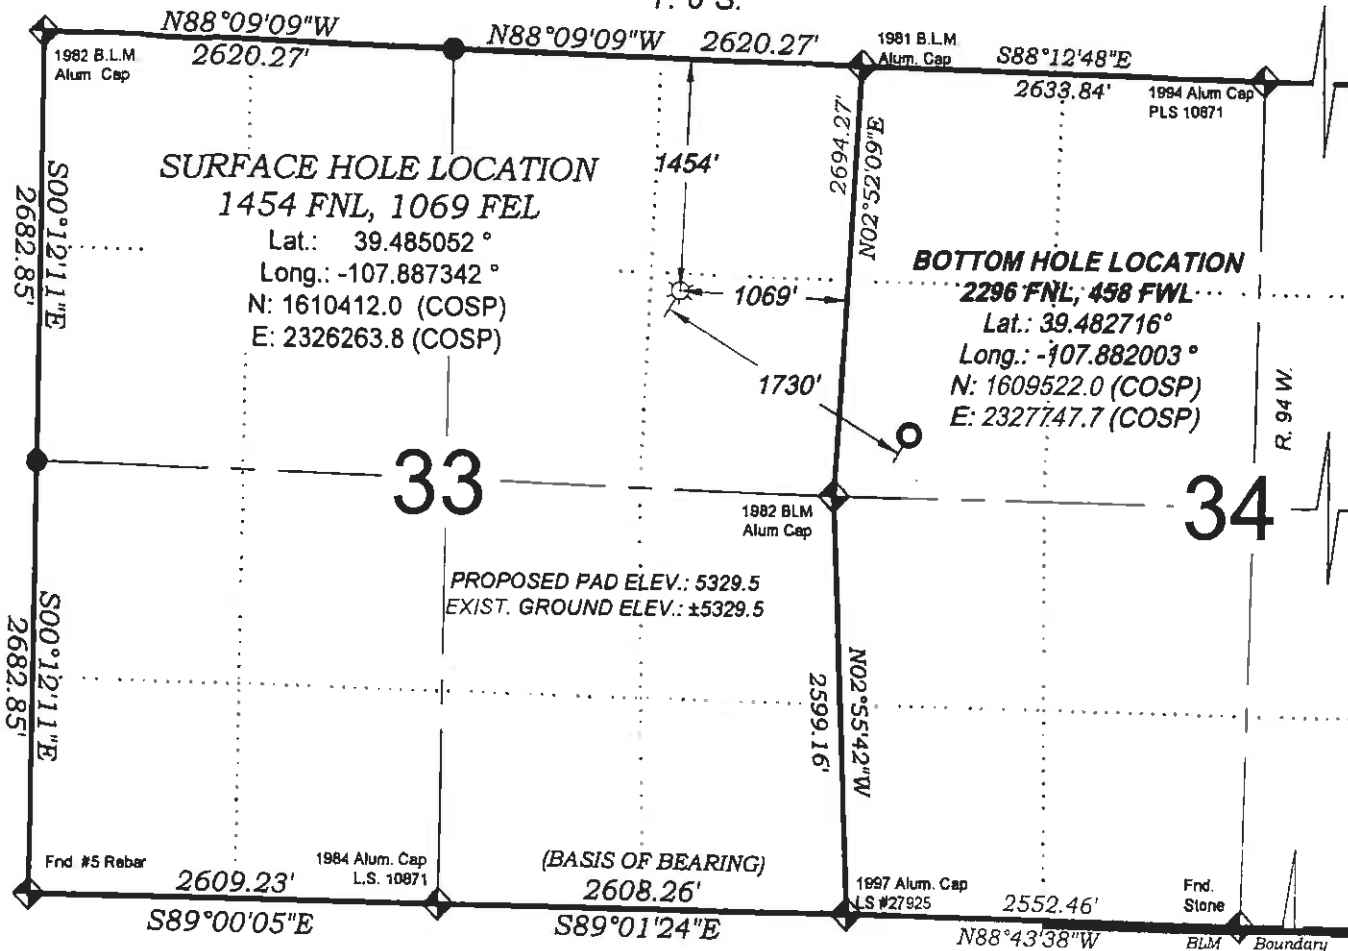 T. 6 S.
N88°09'09"W
2620.27'
N88°09'09"W 2620.27'
1981 B.L.M
Alum. Cap
S88°12'48"E
2633.84'
1982 B.L.M
Alum Cap
1994 Alum Cap
PLS 10871
SURFACE HOLE LOCATION
1454 FNL, 1069 FEL
Lat.: 39.485052 °
Long.: -107.887342 °
N: 1610412.0 (COSP)
E: 2326263.8 (COSP)
S00°12'11"E
2682.85'
1454'
2694.27'
N02°52'09"E
1069'
1730'
BOTTOM HOLE LOCATION
2296 FNL, 458 FWL
Lat.: 39.482716°
Long.: -107.882003 °
N: 1609522.0 (COSP)
E: 2327747.7 (COSP)
R. 94 W.
33
34
1982 BLM
Alum Cap
PROPOSED PAD ELEV.: 5329.5
EXIST. GROUND ELEV.: ±5329.5
S00°12'11"E
2682.85'
N02°55'42"W
2599.16'
Fnd #5 Rebar
2609.23'
S89°00'05"E
1984 Alum. Cap
L.S. 10871
(BASIS OF BEARING)
2608.26'
S89°01'24"E
1997 Alum. Cap
LS #27925
2552.46'
N88°43'38"W
Fnd.
Stone
BLM Boundary